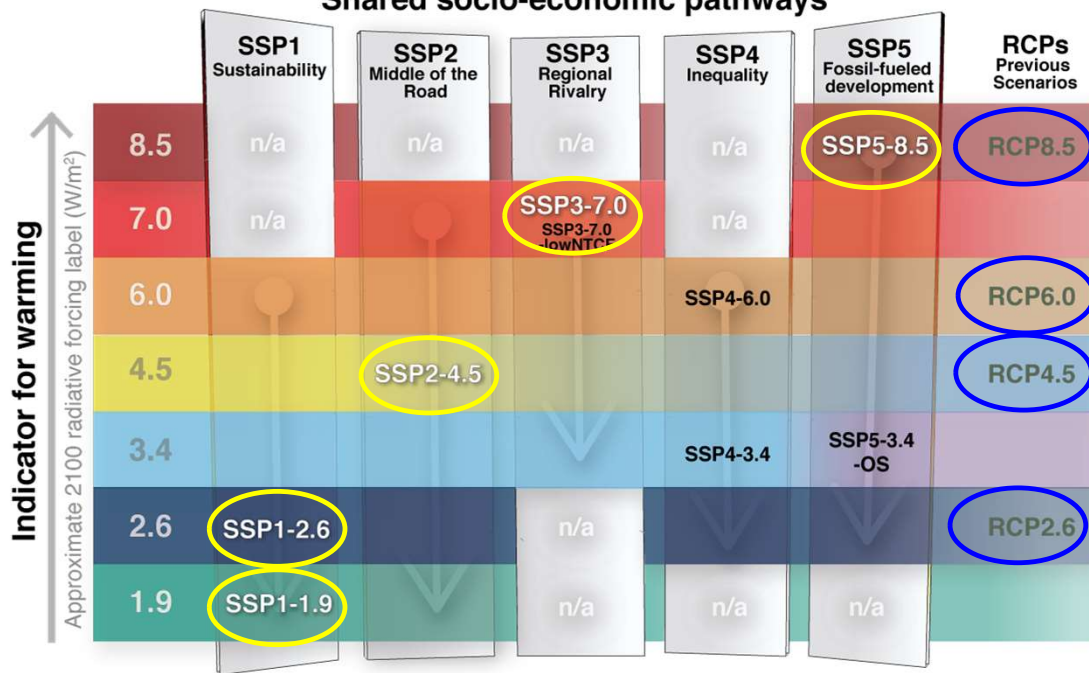 Shared socio-economic pathways
SSP1
Sustainability
SSP2
Middle of the
Road
SSP3
Regional
Rivalry
SSP4
Inequality
SSP5
Fossil-fueled
development
RCPs
Previous
Scenarios
Indicator for warming
Approximate 2100 radiative forcing label (W/m²)
8.5 n/a n/a n/a n/a SSP5-8.5 RCP8.5
7.0 n/a SSP3-7.0 n/a
SSP3-7.0
-lowNTCF
6.0 SSP4-6.0 RCP6.0
4.5 SSP2-4.5 RCP4.5
3.4 SSP4-3.4 SSP5-3.4
-OS
2.6 SSP1-2.6 n/a RCP2.6
1.9 SSP1-1.9 n/a n/a n/a